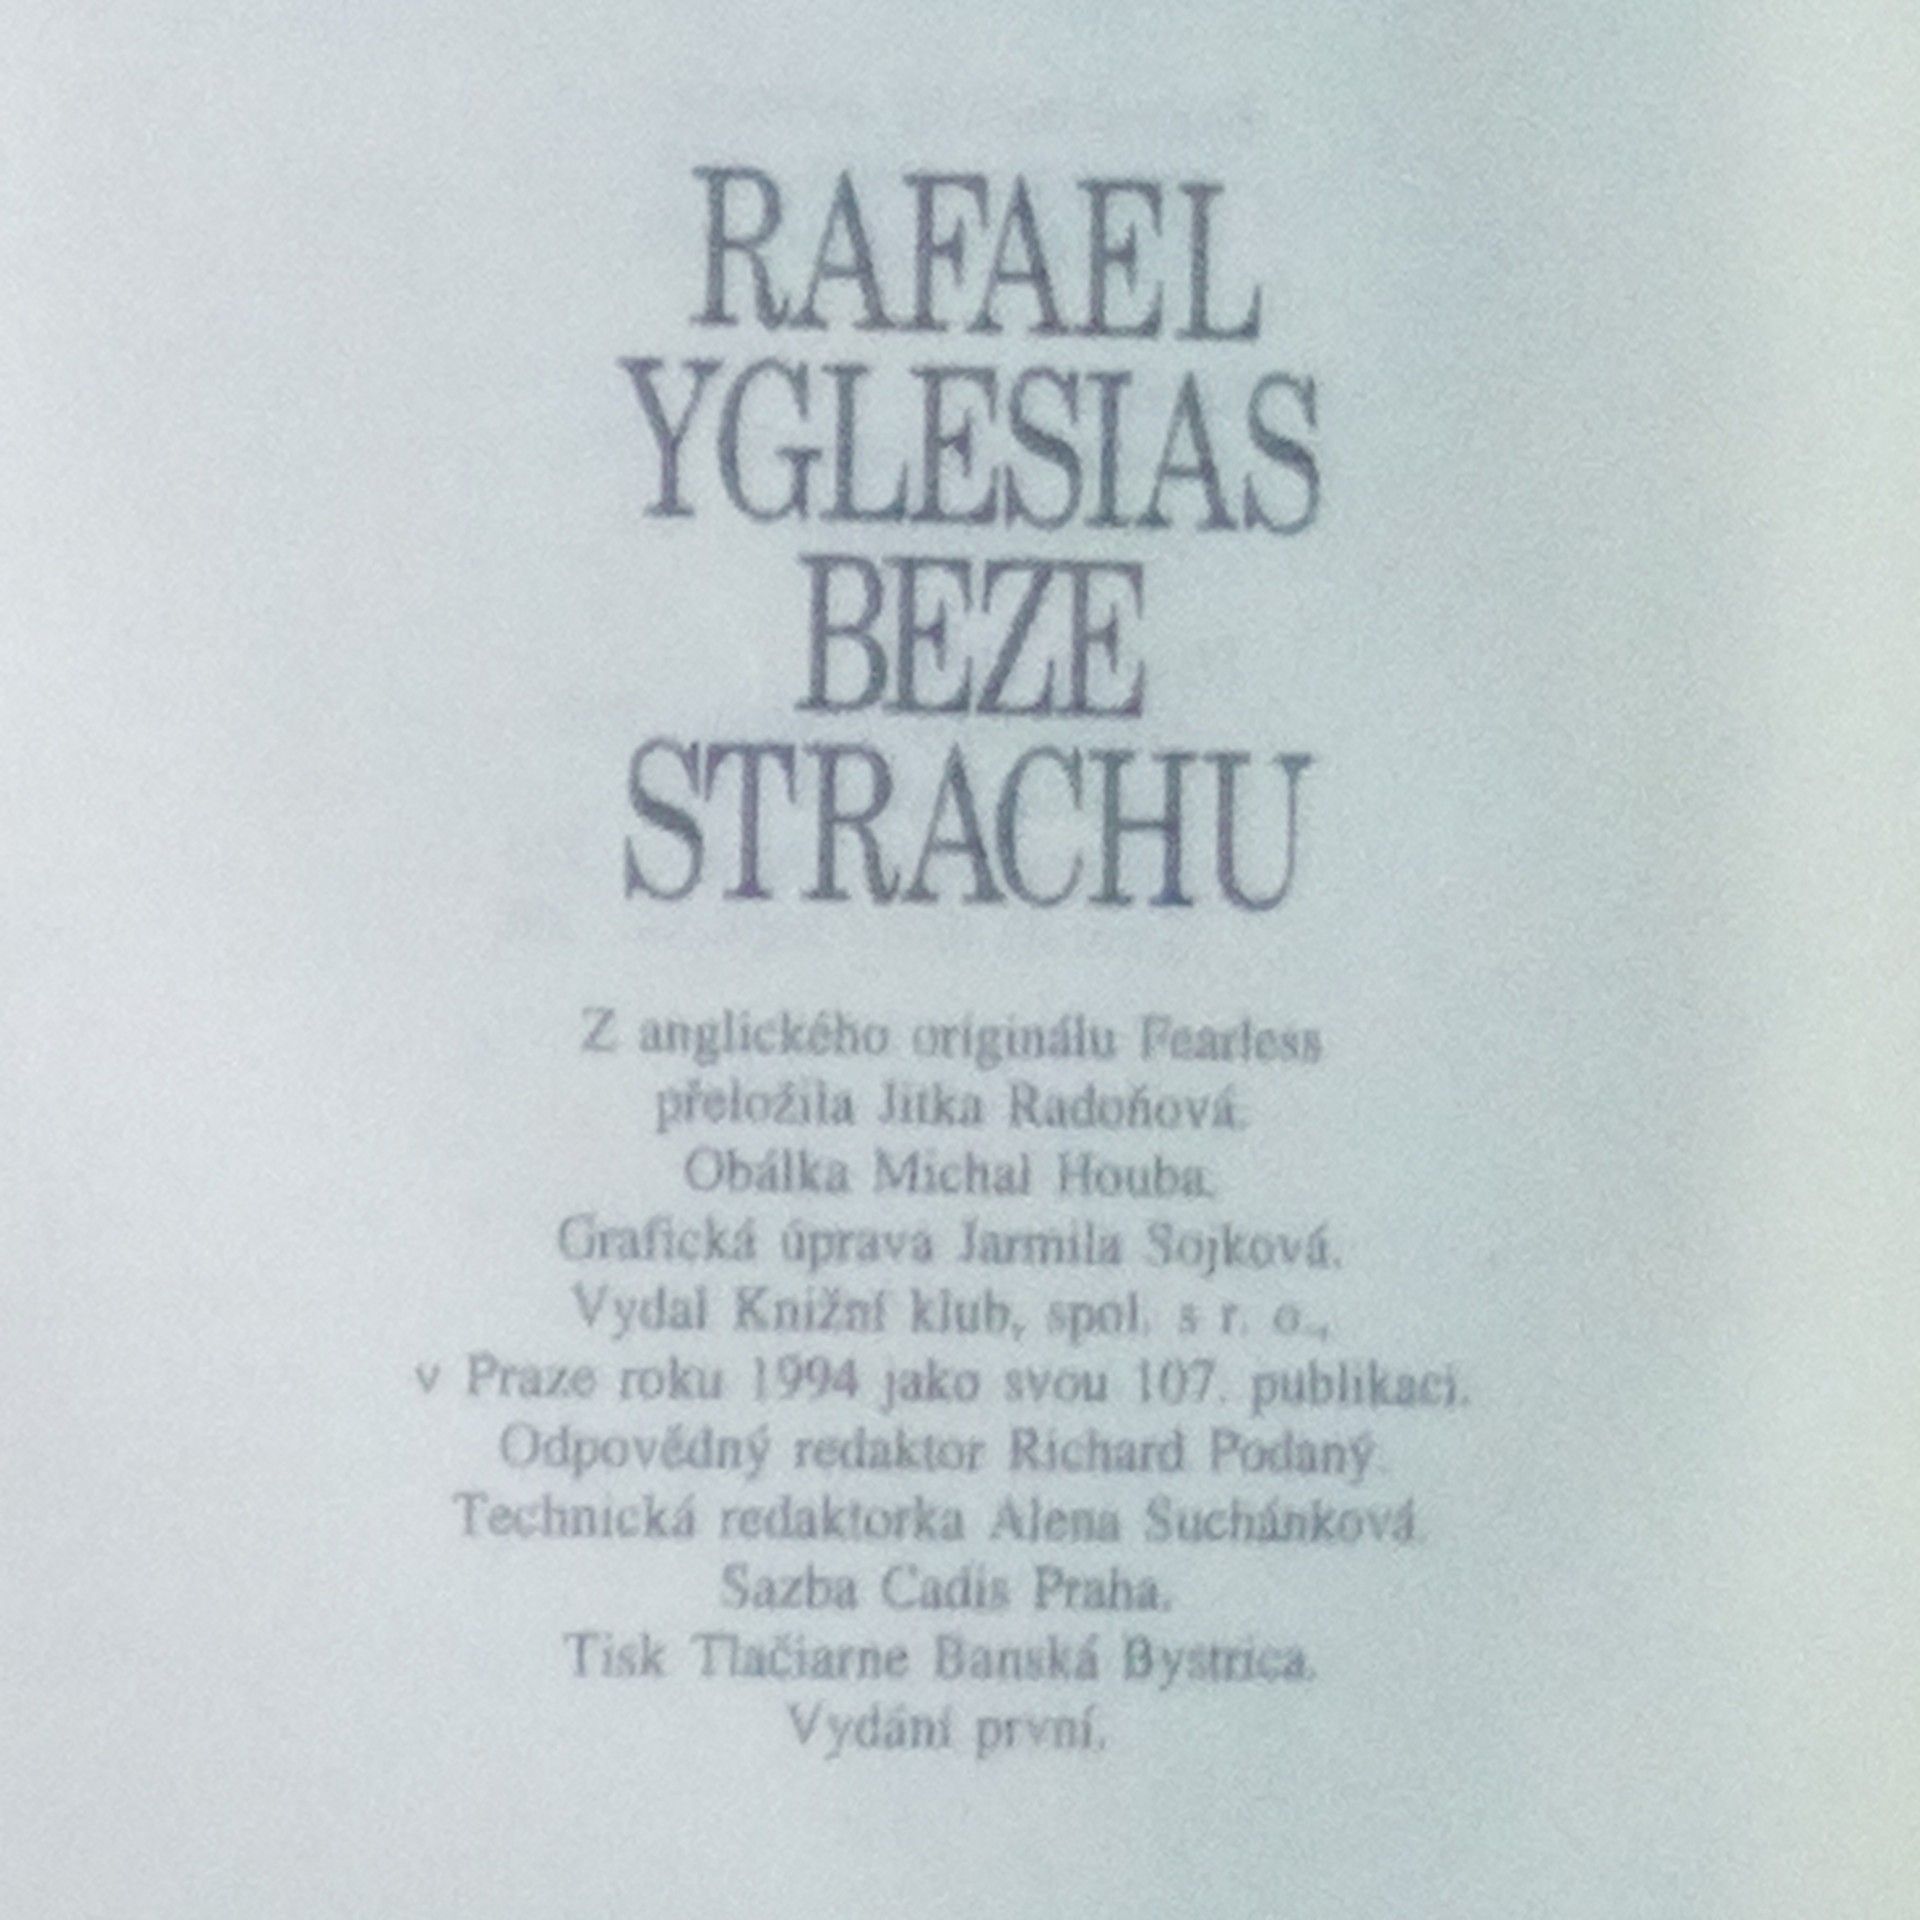 RAFAEL
YGLESIAS
BEZE
STRACHU
Z anglického originálu Fearless
přeložila Jitka Radoňová.
Obálka Michal Houba.
Grafická úprava Jarmila Sojková.
Vydal Knižní klub, spol. s r. o.,
v Praze roku 1994 jako svou 107. publikaci.
Odpovědný redaktor Richard Podaný.
Technická redaktorka Alena Suchánková.
Sazba Cadis Praha.
Tisk Tlačiarne Banská Bystrica.
Vydání první.